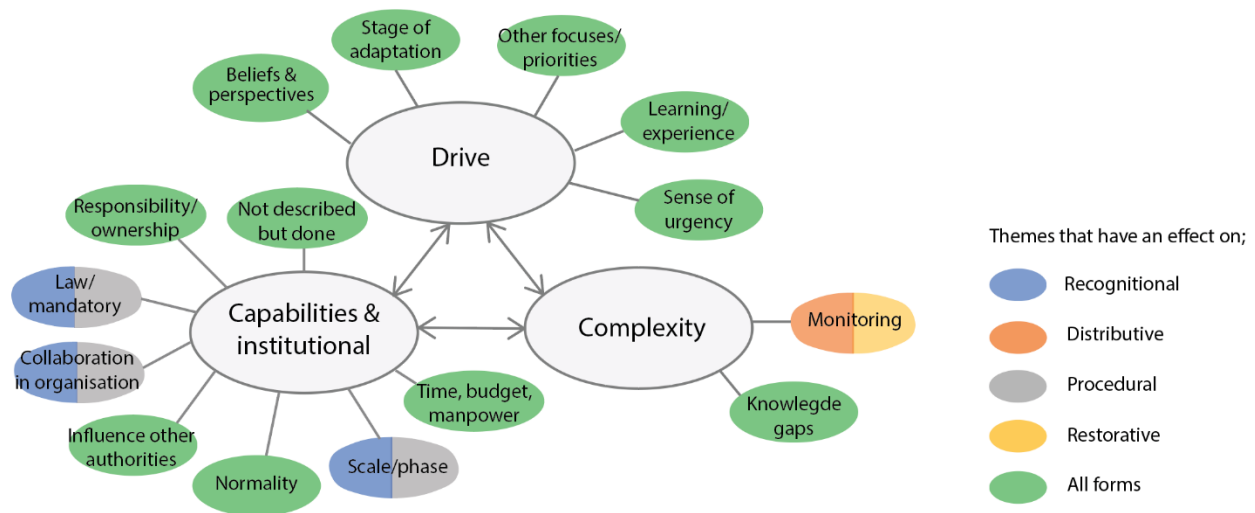 Stage of
adaptation
Other focuses/
priorities
Beliefs &
perspectives
Learning/
experience
Drive
Sense of
urgency
Responsibility/
ownership
Not described
but done
Law/
mandatory
Capabilities &
institutional
Collaboration
in organisation
Influence other
authorities
Normality
Scale/phase
Time, budget,
manpower
Complexity
Monitoring
Knowlegde
gaps
Themes that have an effect on;
Recognitional
Distributive
Procedural
Restorative
All forms